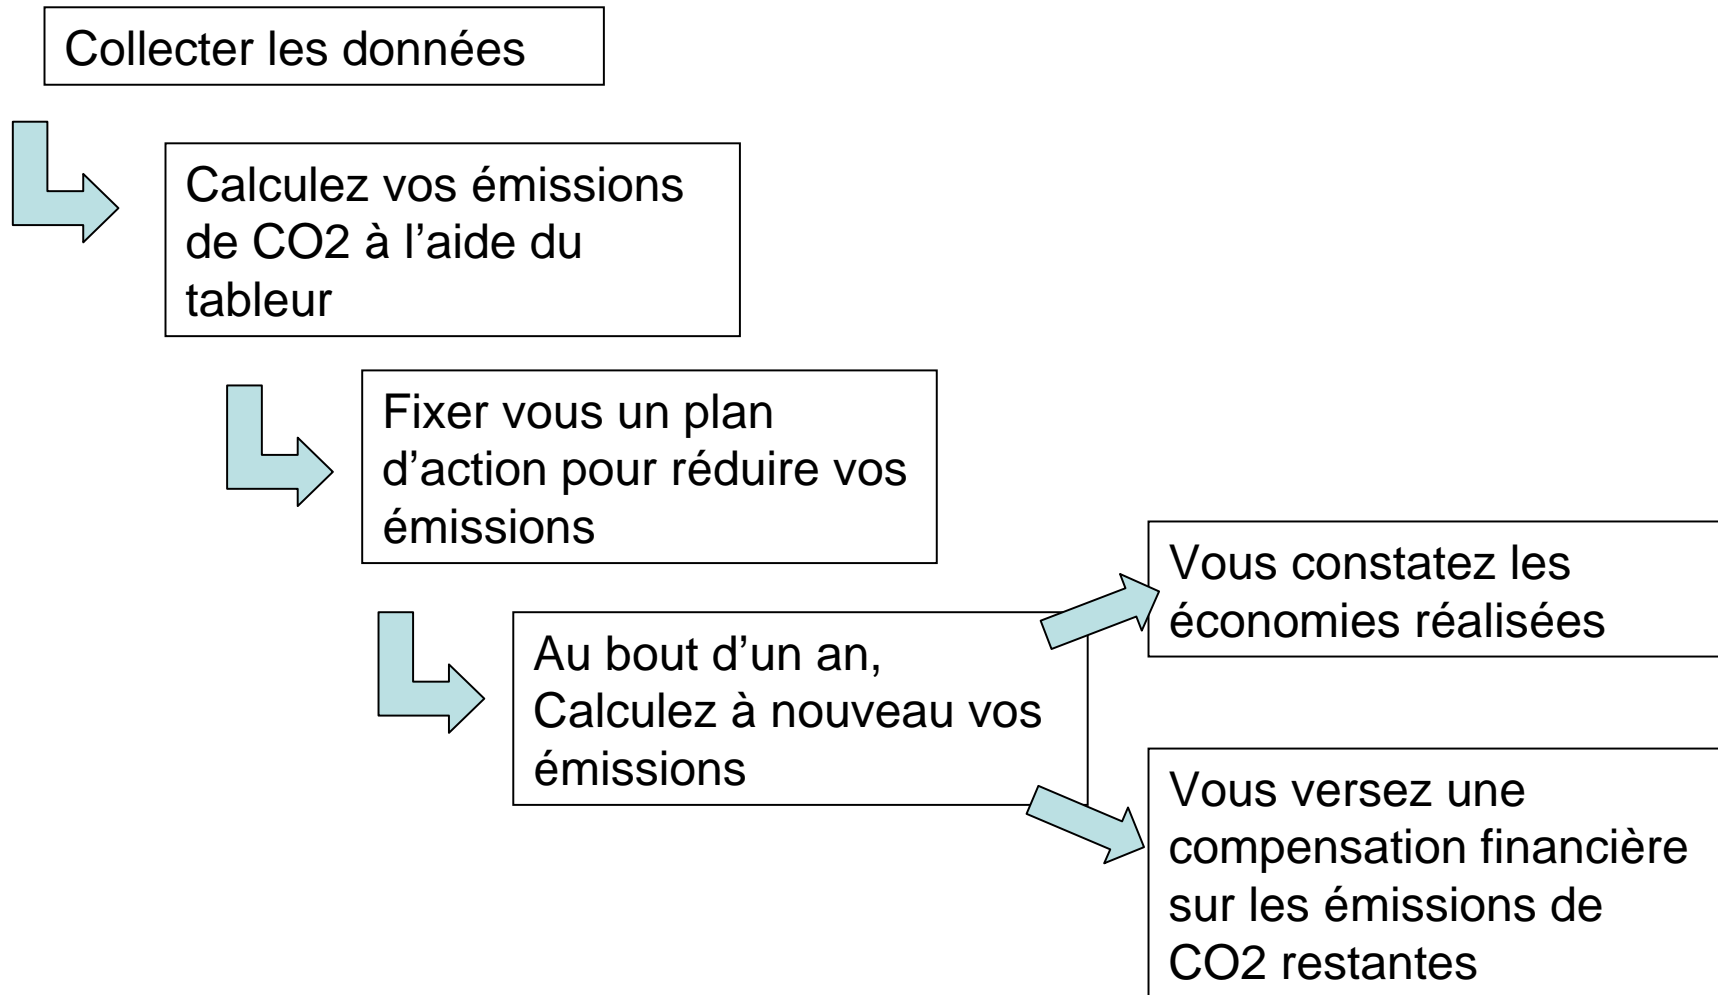 Collecter les données
Calculez vos émissions
de CO2 à l’aide du
tableur
Fixer vous un plan
d’action pour réduire vos
émissions
Au bout d’un an,
Calculez à nouveau vos
émissions
Vous constatez les
économies réalisées
Vous versez une
compensation financière
sur les émissions de
CO2 restantes